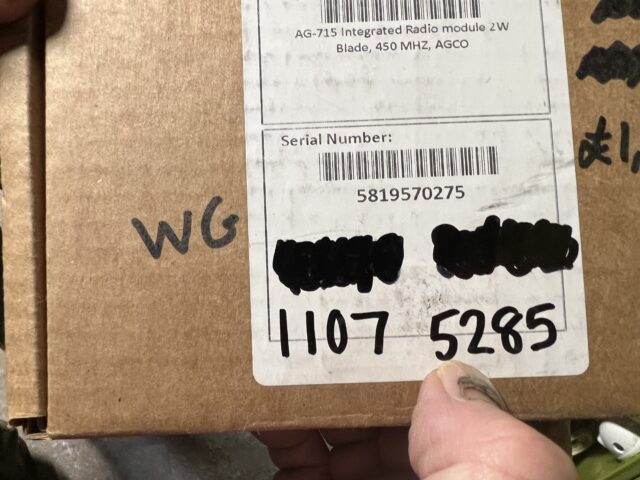 AG-715 Integrated Radio module 2W
Blade, 450 MHZ, AGCO
Serial Number:
5819570275
WG
1107 5285